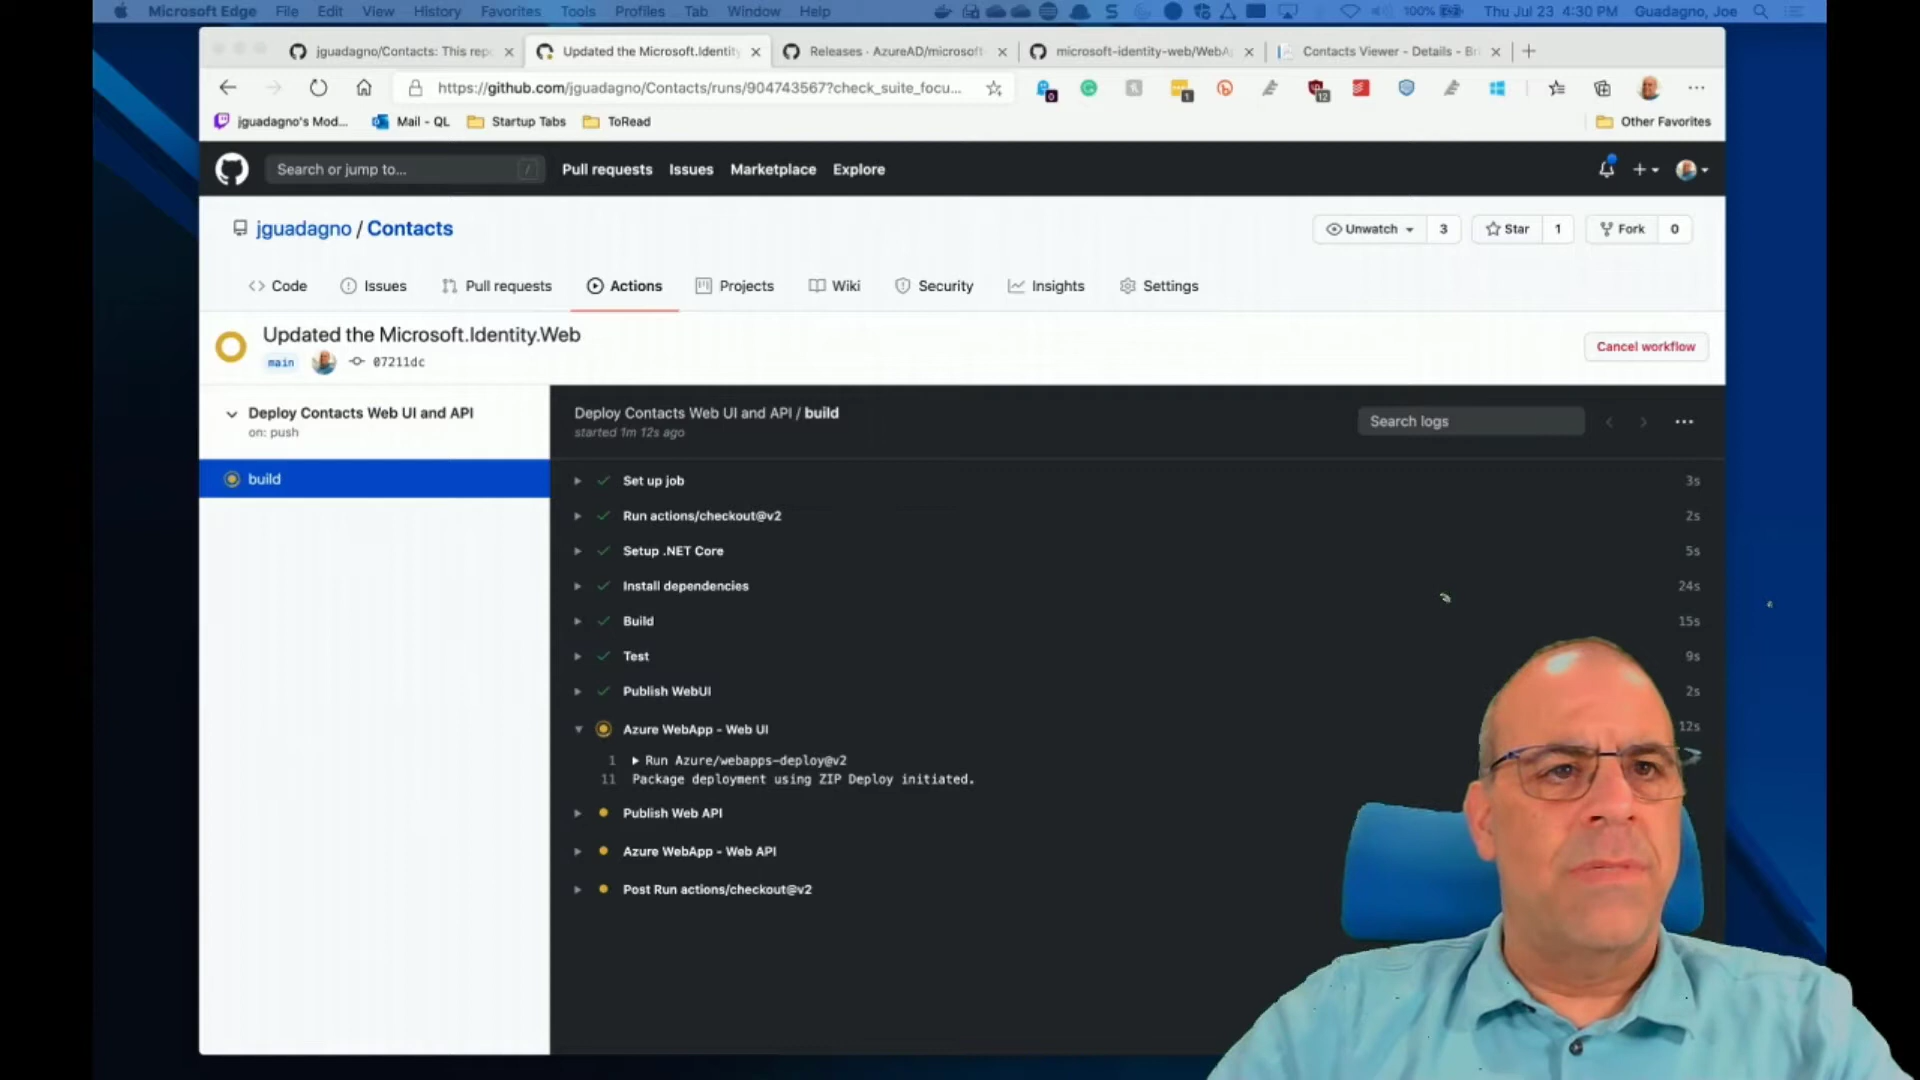 Microsoft Edge File Edit View History Favorites Tools Profiles Tab Window Help 100% Thu Jul 23 4:30 PM Guadagno, Joe
jguadagno/Contacts: This repo Updated the Microsoft.Identity Releases · AzureAD/microsoft- microsoft-identity-web/WebA Contacts Viewer - Details - Br
https://github.com/jguadagno/Contacts/runs/904743567?check_suite_focu... 0 1 12
jguadagno's Mod... Mail - QL Startup Tabs ToRead Other Favorites
Search or jump to... / Pull requests Issues Marketplace Explore
jguadagno / Contacts Unwatch 3 Star 1 Fork 0
Code Issues Pull requests Actions Projects Wiki Security Insights Settings
Updated the Microsoft.Identity.Web
Cancel workflow
main 07211dc
Deploy Contacts Web UI and API
on: push
build
Deploy Contacts Web UI and API / build
started 1m 12s ago
Search logs
Set up job 3s
Run actions/checkout@v2 2s
Setup .NET Core 5s
Install dependencies 24s
Build 15s
Test 9s
Publish WebUI 2s
Azure WebApp - Web UI 12s
1 Run Azure/webapps-deploy@v2
11 Package deployment using ZIP Deploy initiated.
Publish Web API
Azure WebApp - Web API
Post Run actions/checkout@v2